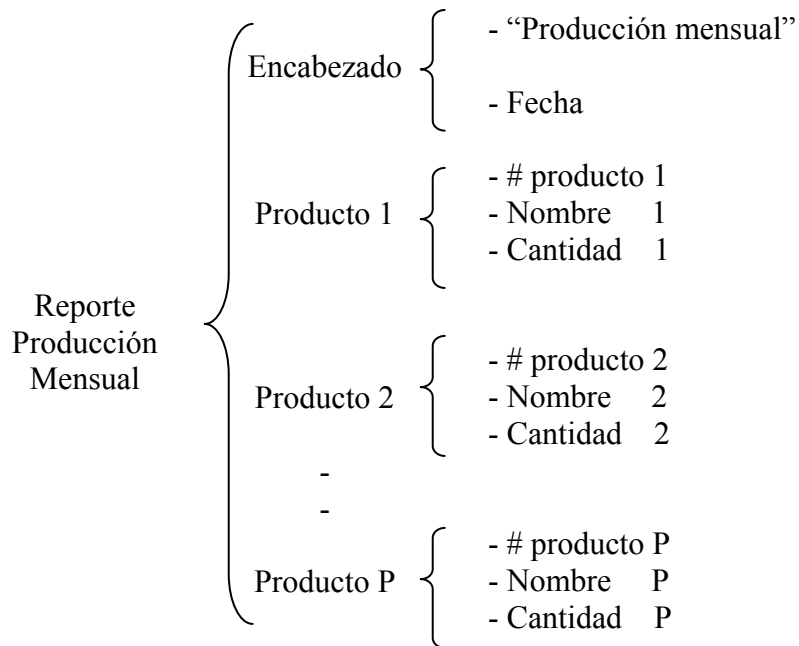 Reporte
Producción
Mensual
Encabezado
- “Producción mensual”
- Fecha
Producto 1
- # producto 1
- Nombre 1
- Cantidad 1
Producto 2
- # producto 2
- Nombre 2
- Cantidad 2
-
-
Producto P
- # producto P
- Nombre P
- Cantidad P